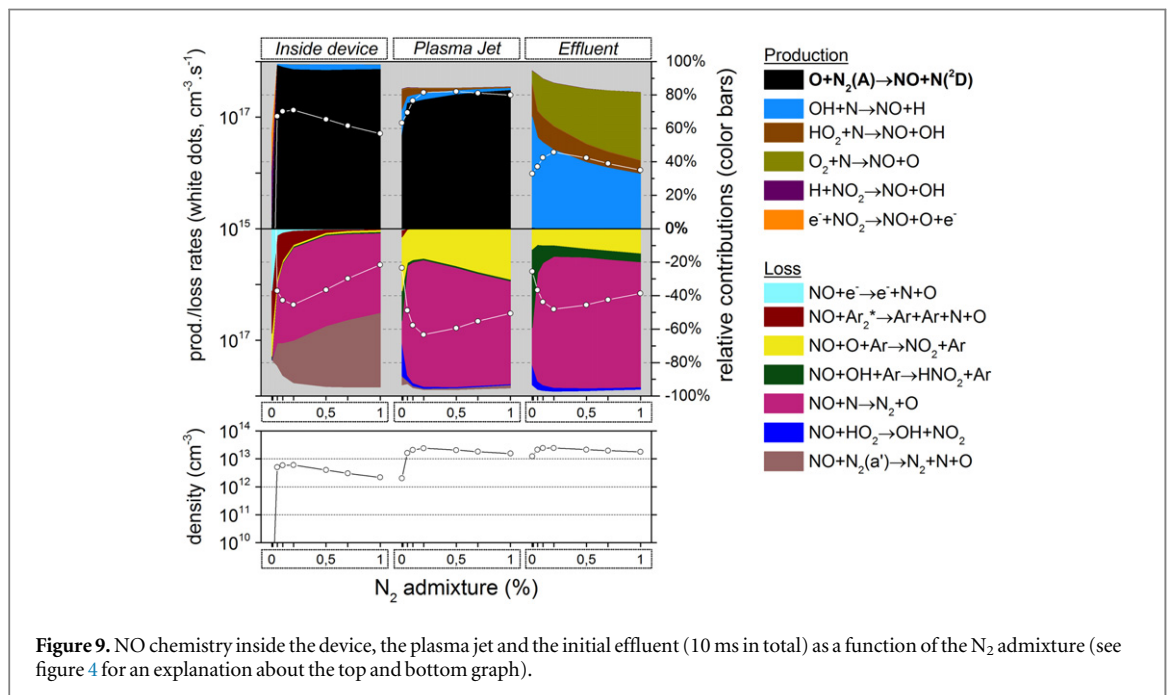 Inside device Plasma Jet Effluent
prod./loss rates (white dots, cm⁻³.s⁻¹)
10¹⁷
10¹⁵
10¹⁷
100%
80%
60%
40%
20%
0%
-20%
-40%
-60%
-80%
-100%
relative contributions (color bars)
0 0,5 1 0 0,5 1 0 0,5 1
density (cm⁻³)
10¹⁴
10¹³
10¹²
10¹¹
10¹⁰
0 0,5 1 0 0,5 1 0 0,5 1
N₂ admixture (%)
Production
O+N₂(A)→NO+N(²D)
OH+N→NO+H
HO₂+N→NO+OH
O₂+N→NO+O
H+NO₂→NO+OH
e⁻+NO₂→NO+O+e⁻
Loss
NO+e⁻→e⁻+N+O
NO+Ar₂*→Ar+Ar+N+O
NO+O+Ar→NO₂+Ar
NO+OH+Ar→HNO₂+Ar
NO+N→N₂+O
NO+HO₂→OH+NO₂
NO+N₂(a')→N₂+N+O
Figure 9. NO chemistry inside the device, the plasma jet and the initial effluent (10 ms in total) as a function of the N₂ admixture (see
figure 4 for an explanation about the top and bottom graph).